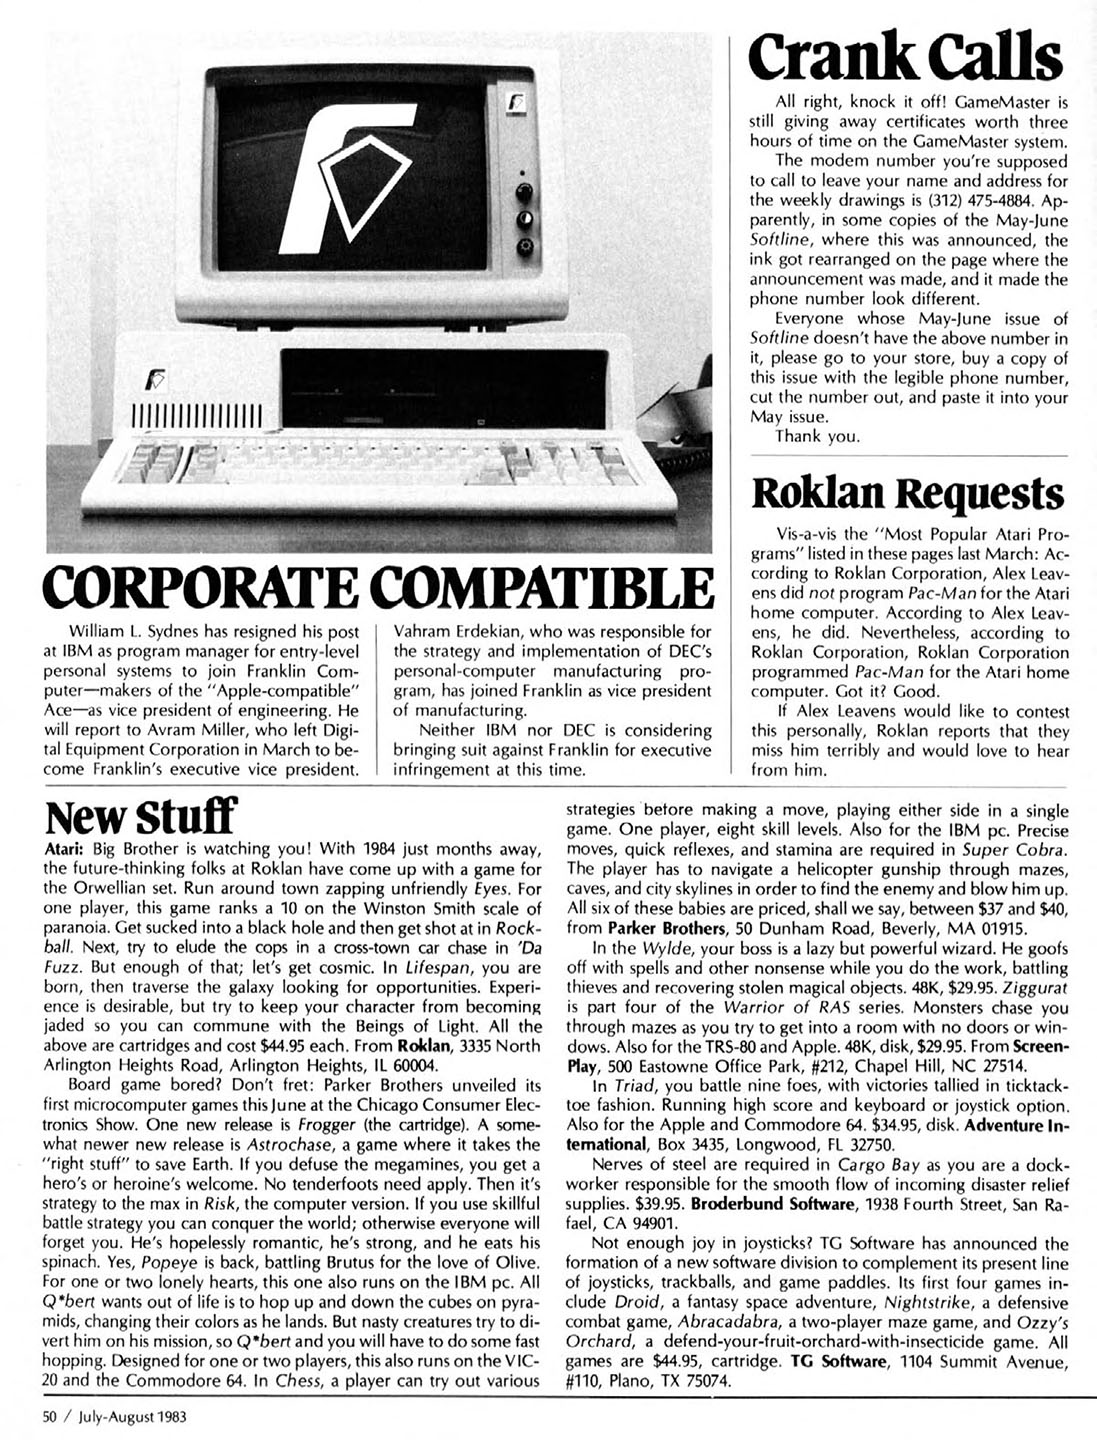 CORPORATE COMPATIBLE
William L. Sydnes has resigned his post
at IBM as program manager for entry-level
personal systems to join Franklin Com-
puter—makers of the "Apple-compatible"
Ace—as vice president of engineering. He
will report to Avram Miller, who left Digi-
tal Equipment Corporation in March to be-
come Franklin's executive vice president.
Vahram Erdekian, who was responsible for
the strategy and implementation of DEC's
personal-computer manufacturing pro-
gram, has joined Franklin as vice president
of manufacturing.
Neither IBM nor DEC is considering
bringing suit against Franklin for executive
infringement at this time.
Crank Calls
All right, knock it off! GameMaster is
still giving away certificates worth three
hours of time on the GameMaster system.
The modem number you're supposed
to call to leave your name and address for
the weekly drawings is (312) 475-4884. Ap-
parently, in some copies of the May-June
Softline, where this was announced, the
ink got rearranged on the page where the
announcement was made, and it made the
phone number look different.
Everyone whose May-June issue of
Softline doesn't have the above number in
it, please go to your store, buy a copy of
this issue with the legible phone number,
cut the number out, and paste it into your
May issue.
Thank you.
Roklan Requests
Vis-a-vis the "Most Popular Atari Pro-
grams" listed in these pages last March: Ac-
cording to Roklan Corporation, Alex Leav-
ens did not program Pac-Man for the Atari
home computer. According to Alex Leav-
ens, he did. Nevertheless, according to
Roklan Corporation, Roklan Corporation
programmed Pac-Man for the Atari home
computer. Got it? Good.
If Alex Leavens would like to contest
this personally, Roklan reports that they
miss him terribly and would love to hear
from him.
New Stuff
Atari: Big Brother is watching you! With 1984 just months away,
the future-thinking folks at Roklan have come up with a game for
the Orwellian set. Run around town zapping unfriendly Eyes. For
one player, this game ranks a 10 on the Winston Smith scale of
paranoia. Get sucked into a black hole and then get shot at in Rock-
ball. Next, try to elude the cops in a cross-town car chase in 'Da
Fuzz. But enough of that; let's get cosmic. In Lifespan, you are
born, then traverse the galaxy looking for opportunities. Experi-
ence is desirable, but try to keep your character from becoming
jaded so you can commune with the Beings of Light. All the
above are cartridges and cost $44.95 each. From Roklan, 3335 North
Arlington Heights Road, Arlington Heights, IL 60004.
Board game bored? Don't fret: Parker Brothers unveiled its
first microcomputer games this June at the Chicago Consumer Elec-
tronics Show. One new release is Frogger (the cartridge). A some-
what newer new release is Astrochase, a game where it takes the
"right stuff" to save Earth. If you defuse the megamines, you get a
hero's or heroine's welcome. No tenderfoots need apply. Then it's
strategy to the max in Risk, the computer version. If you use skillful
battle strategy you can conquer the world; otherwise everyone will
forget you. He's hopelessly romantic, he's strong, and he eats his
spinach. Yes, Popeye is back, battling Brutus for the love of Olive.
For one or two lonely hearts, this one also runs on the IBM pc. All
Q*bert wants out of life is to hop up and down the cubes on pyra-
mids, changing their colors as he lands. But nasty creatures try to di-
vert him on his mission, so Q*bert and you will have to do some fast
hopping. Designed for one or two players, this also runs on the VIC-
20 and the Commodore 64. In Chess, a player can try out various
strategies before making a move, playing either side in a single
game. One player, eight skill levels. Also for the IBM pc. Precise
moves, quick reflexes, and stamina are required in Super Cobra.
The player has to navigate a helicopter gunship through mazes,
caves, and city skylines in order to find the enemy and blow him up.
All six of these babies are priced, shall we say, between $37 and $40,
from Parker Brothers, 50 Dunham Road, Beverly, MA 01915.
In the Wylde, your boss is a lazy but powerful wizard. He goofs
off with spells and other nonsense while you do the work, battling
thieves and recovering stolen magical objects. 48K, $29.95. Ziggurat
is part four of the Warrior of RAS series. Monsters chase you
through mazes as you try to get into a room with no doors or win-
dows. Also for the TRS-80 and Apple. 48K, disk, $29.95. From Screen-
Play, 500 Eastowne Office Park, #212, Chapel Hill, NC 27514.
In Triad, you battle nine foes, with victories tallied in ticktack-
toe fashion. Running high score and keyboard or joystick option.
Also for the Apple and Commodore 64. $34.95, disk. Adventure In-
ternational, Box 3435, Longwood, FL 32750.
Nerves of steel are required in Cargo Bay as you are a dock-
worker responsible for the smooth flow of incoming disaster relief
supplies. $39.95. Broderbund Software, 1938 Fourth Street, San Ra-
fael, CA 94901.
Not enough joy in joysticks? TG Software has announced the
formation of a new software division to complement its present line
of joysticks, trackballs, and game paddles. Its first four games in-
clude Droid, a fantasy space adventure, Nightstrike, a defensive
combat game, Abracadabra, a two-player maze game, and Ozzy's
Orchard, a defend-your-fruit-orchard-with-insecticide game. All
games are $44.95, cartridge. TG Software, 1104 Summit Avenue,
#110, Plano, TX 75074.
50 / July-August 1983